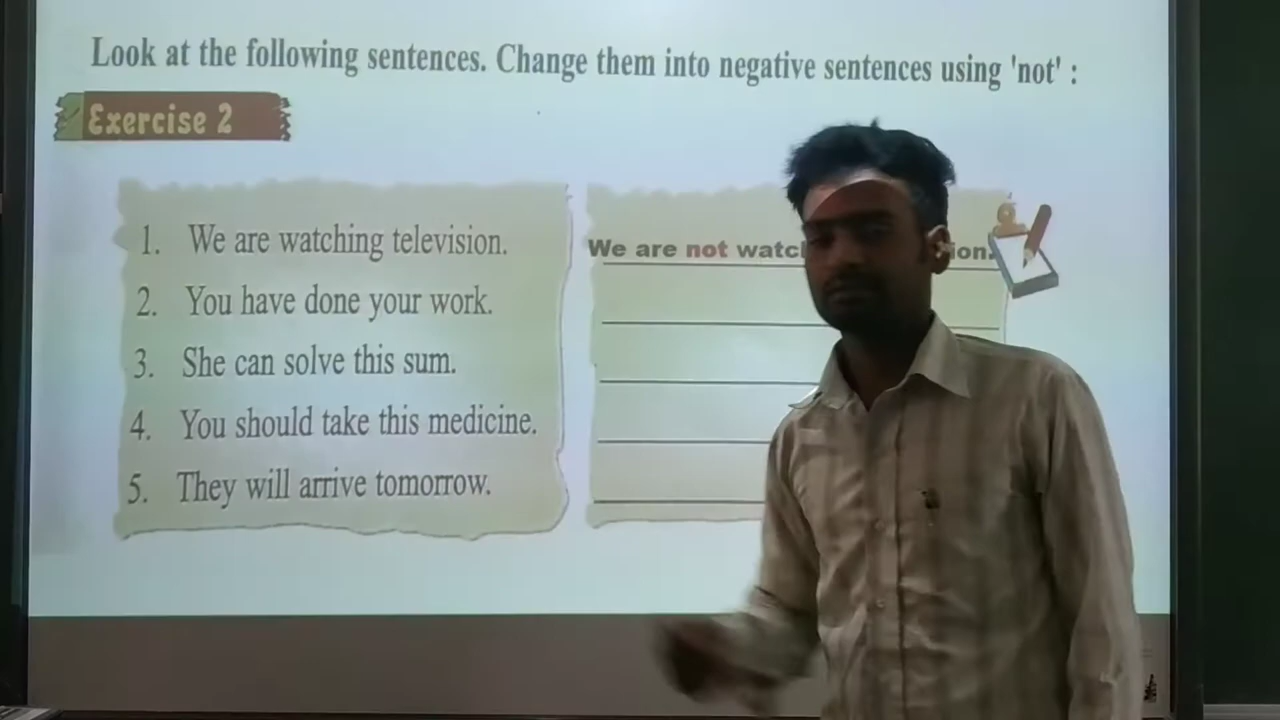 Look at the following sentences. Change them into negative sentences using 'not' :
Exercise 2
1. We are watching television.
2. You have done your work.
3. She can solve this sum.
4. You should take this medicine.
5. They will arrive tomorrow.
We are not